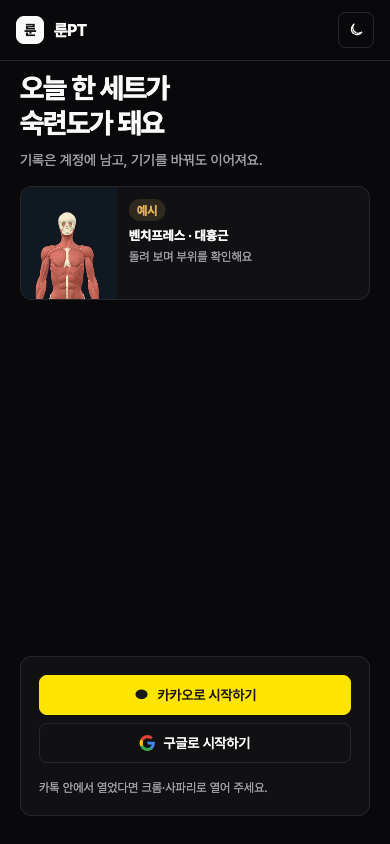 룬 룬PT
오늘 한 세트가
숙련도가 돼요
기록은 계정에 남고, 기기를 바꿔도 이어져요.
예시
벤치프레스 · 대흉근
돌려 보며 부위를 확인해요
카카오로 시작하기
구글로 시작하기
카톡 안에서 열었다면 크롬·사파리로 열어 주세요.